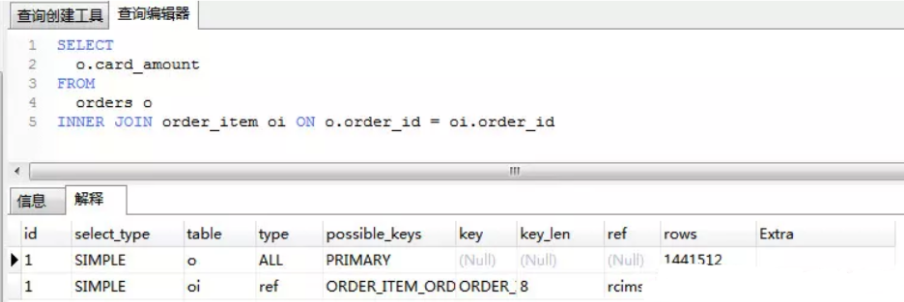 查询创建工具 查询编辑器
1 SELECT
2 o.card_amount
3 FROM
4 orders o
5 INNER JOIN order_item oi ON o.order_id = oi.order_id
信息 解释
id select_type table type possible_keys key key_len ref rows Extra
1 SIMPLE o ALL PRIMARY (Null) (Null) (Null) 1441512
1 SIMPLE oi ref ORDER_ITEM_ORD ORDER_ 8 rcims